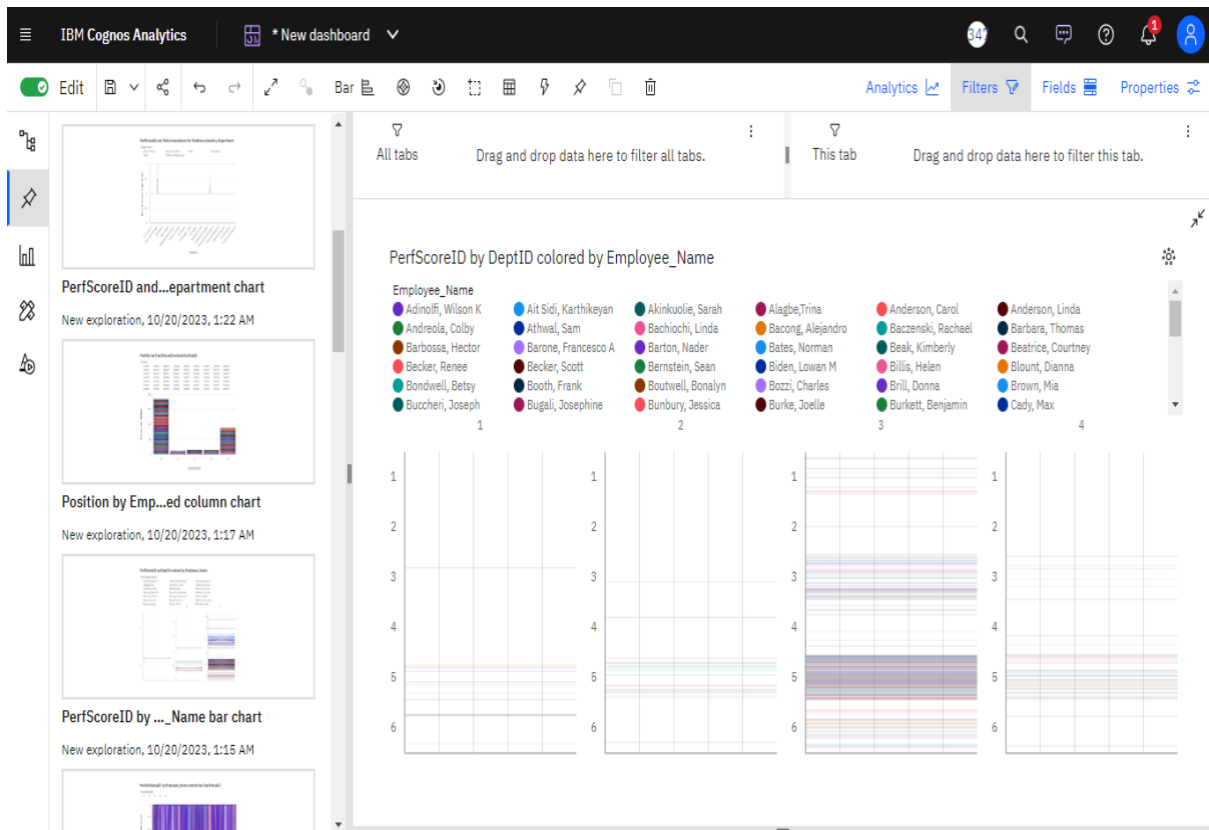 IBM Cognos Analytics
* New dashboard
1
Edit
Bar
Analytics
Filters
Fields
Properties
PerfScoreID and...epartment chart
New exploration, 10/20/2023, 1:22 AM
Position by Emp...ed column chart
New exploration, 10/20/2023, 1:17 AM
PerfScoreID by ..._Name bar chart
New exploration, 10/20/2023, 1:15 AM
All tabs
Drag and drop data here to filter all tabs.
This tab
Drag and drop data here to filter this tab.
PerfScoreID by DeptID colored by Employee_Name
Employee_Name
Adinolfi, Wilson K Ait Sidi, Karthikeyan Akinkuolie, Sarah Alagbe,Trina Anderson, Carol Anderson, Linda
Andreola, Colby Athwal, Sam Bachiochi, Linda Bacong, Alejandro Baczenski, Rachael Barbara, Thomas
Barbossa, Hector Barone, Francesco A Barton, Nader Bates, Norman Beak, Kimberly Beatrice, Courtney
Becker, Renee Becker, Scott Bernstein, Sean Biden, Lowan M Billis, Helen Blount, Dianna
Bondwell, Betsy Booth, Frank Boutwell, Bonalyn Bozzi, Charles Brill, Donna Brown, Mia
Buccheri, Joseph Bugali, Josephine Bunbury, Jessica Burke, Joelle Burkett, Benjamin Cady, Max
1 2 3 4
1 1 1 1
2 2 2 2
3 3 3 3
4 4 4 4
5 5 5 5
6 6 6 6